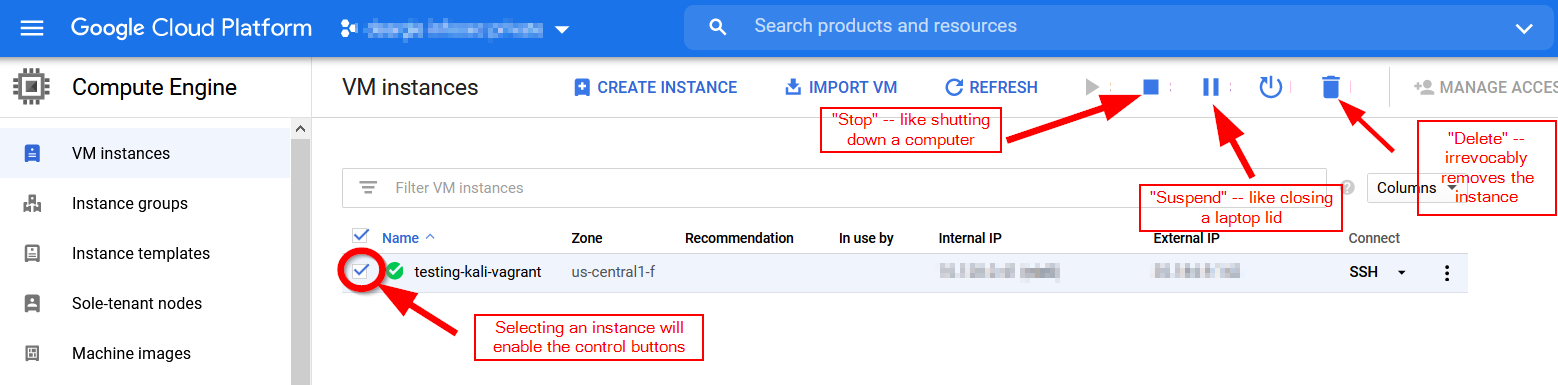 Google Cloud Platform
Search products and resources
Compute Engine
VM instances
CREATE INSTANCE
IMPORT VM
REFRESH
MANAGE ACCES
"Stop" -- like shutting
down a computer
"Delete" --
irrevocably
removes the
instance
VM instances
Instance groups
Instance templates
Sole-tenant nodes
Machine images
Filter VM instances
Columns
"Suspend" -- like closing
a laptop lid
Name Zone Recommendation In use by Internal IP External IP Connect
testing-kali-vagrant us-central1-f SSH
Selecting an instance will
enable the control buttons